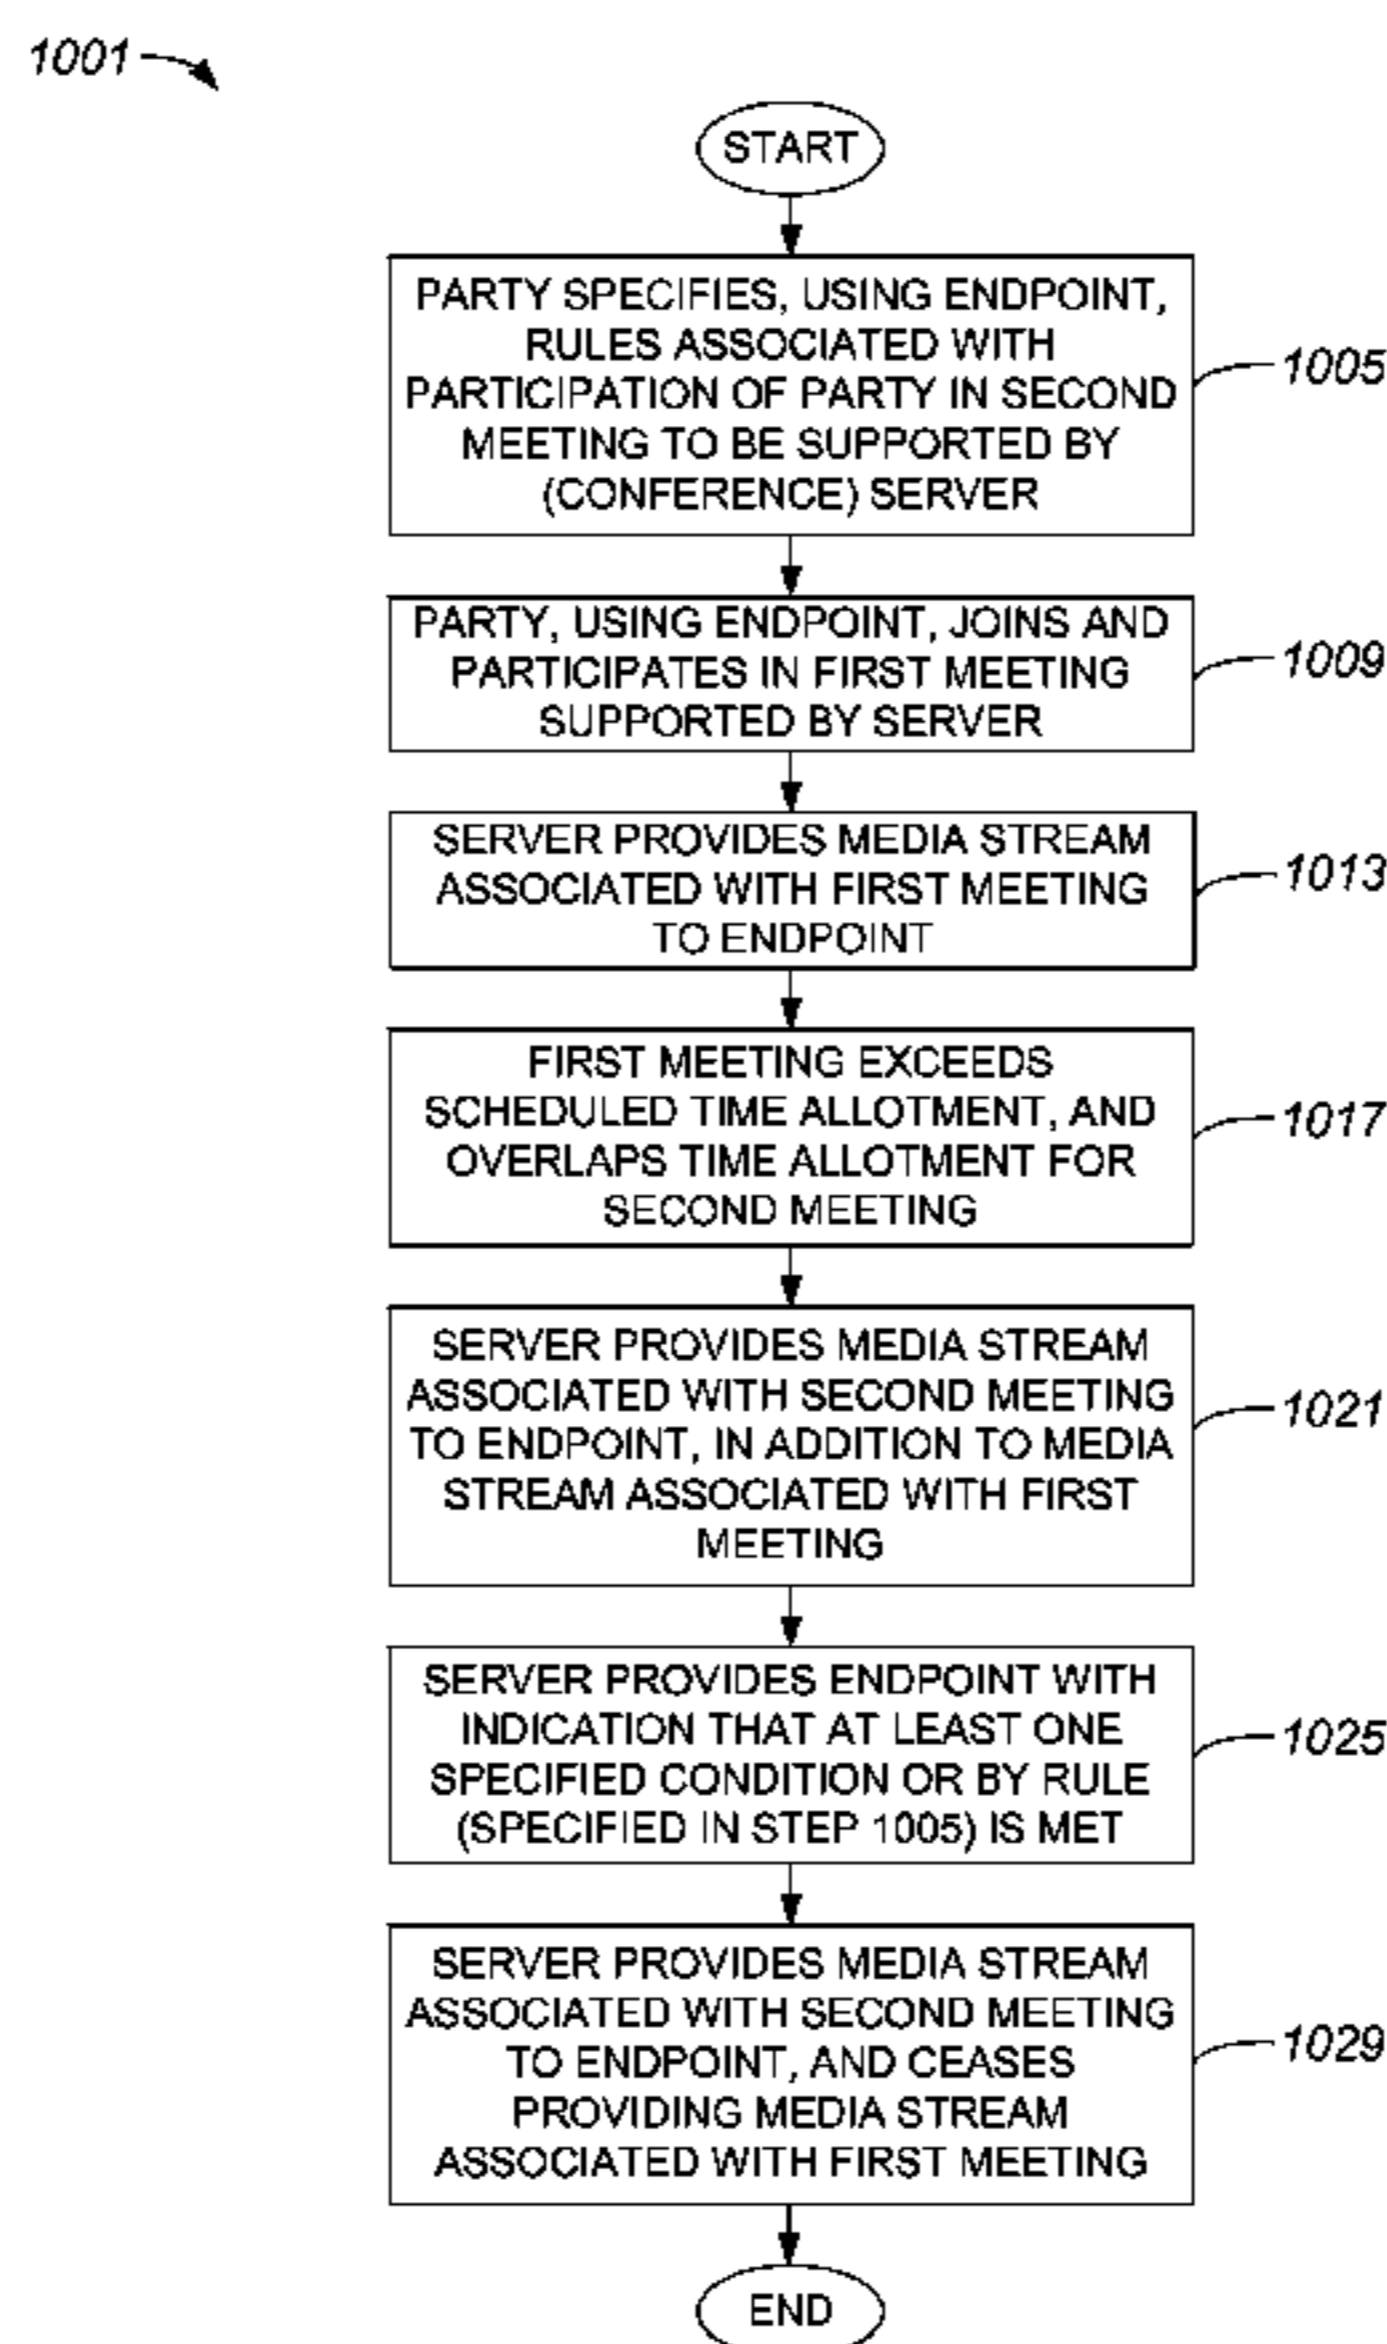 1001
START
PARTY SPECIFIES, USING ENDPOINT,
RULES ASSOCIATED WITH
PARTICIPATION OF PARTY IN SECOND
MEETING TO BE SUPPORTED BY
(CONFERENCE) SERVER
1005
PARTY, USING ENDPOINT, JOINS AND
PARTICIPATES IN FIRST MEETING
SUPPORTED BY SERVER
1009
SERVER PROVIDES MEDIA STREAM
ASSOCIATED WITH FIRST MEETING
TO ENDPOINT
1013
FIRST MEETING EXCEEDS
SCHEDULED TIME ALLOTMENT, AND
OVERLAPS TIME ALLOTMENT FOR
SECOND MEETING
1017
SERVER PROVIDES MEDIA STREAM
ASSOCIATED WITH SECOND MEETING
TO ENDPOINT, IN ADDITION TO MEDIA
STREAM ASSOCIATED WITH FIRST
MEETING
1021
SERVER PROVIDES ENDPOINT WITH
INDICATION THAT AT LEAST ONE
SPECIFIED CONDITION OR BY RULE
(SPECIFIED IN STEP 1005) IS MET
1025
SERVER PROVIDES MEDIA STREAM
ASSOCIATED WITH SECOND MEETING
TO ENDPOINT, AND CEASES
PROVIDING MEDIA STREAM
ASSOCIATED WITH FIRST MEETING
1029
END